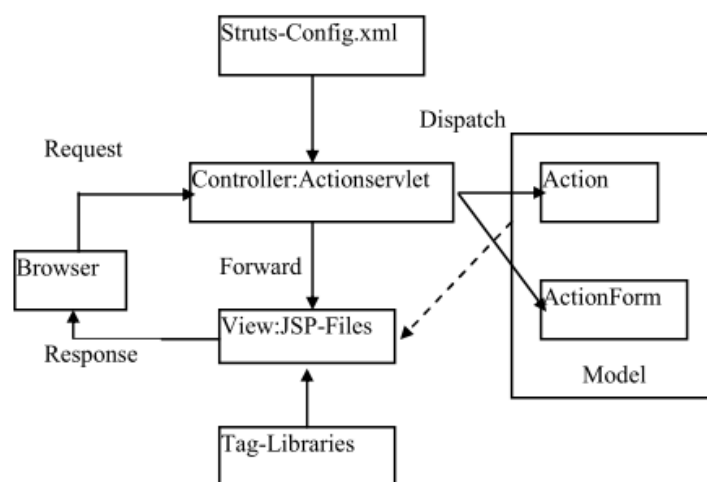 Struts-Config.xml
Dispatch
Request
Controller:Actionservlet
Action
Browser
Forward
ActionForm
View:JSP-Files
Response
Model
Tag-Libraries